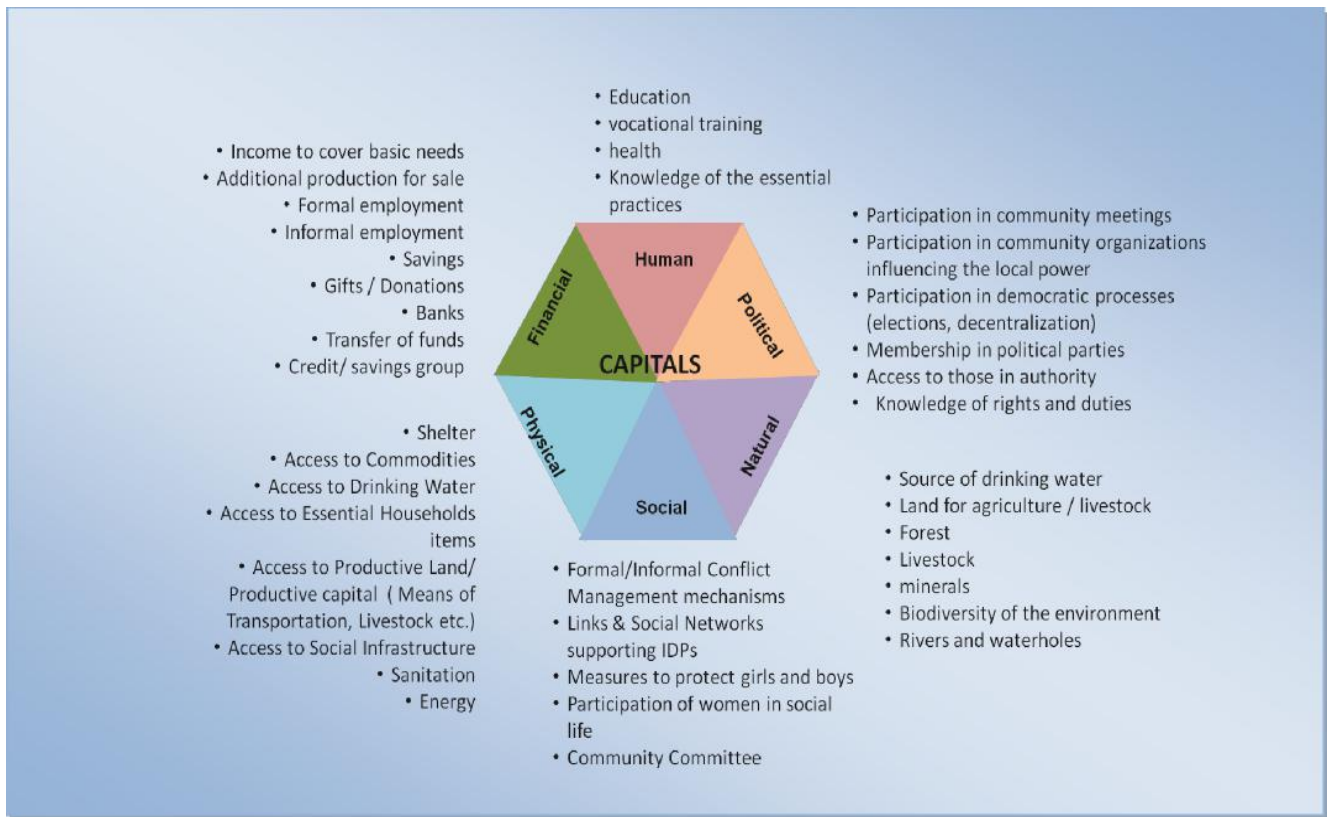 • Education
• vocational training
• health
• Knowledge of the essential
practices
• Income to cover basic needs
• Additional production for sale
• Formal employment
• Informal employment
• Savings
• Gifts / Donations
• Banks
• Transfer of funds
• Credit/ savings group
• Participation in community meetings
• Participation in community organizations
influencing the local power
• Participation in democratic processes
(elections, decentralization)
• Membership in political parties
• Access to those in authority
• Knowledge of rights and duties
Human
Financial
Political
CAPITALS
Physical
Natural
Social
• Shelter
• Access to Commodities
• Access to Drinking Water
• Access to Essential Households
items
• Access to Productive Land/
Productive capital ( Means of
Transportation, Livestock etc.)
• Access to Social Infrastructure
• Sanitation
• Energy
• Formal/Informal Conflict
Management mechanisms
• Links & Social Networks
supporting IDPs
• Measures to protect girls and boys
• Participation of women in social
life
• Community Committee
• Source of drinking water
• Land for agriculture / livestock
• Forest
• Livestock
• minerals
• Biodiversity of the environment
• Rivers and waterholes